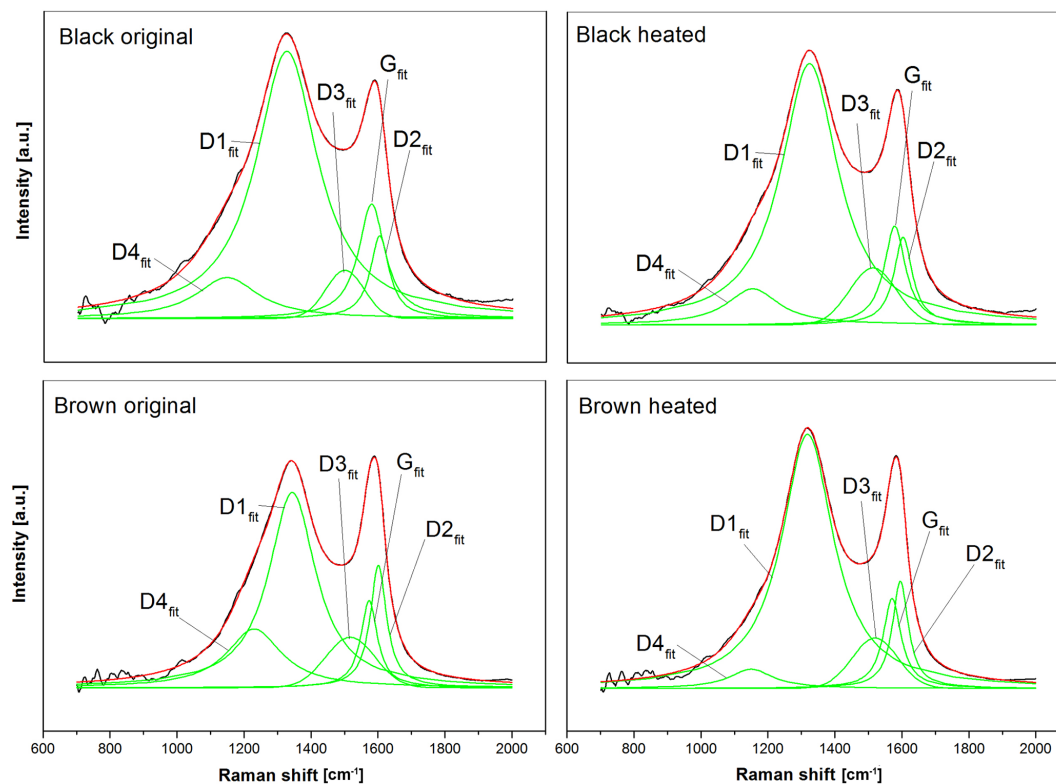 Black original
Intensity [a.u.]
D4fit
D1fit
D3fit
Gfit
D2fit
Black heated
D4fit
D1fit
D3fit
Gfit
D2fit
Brown original
Intensity [a.u.]
D4fit
D1fit
D3fit
Gfit
D2fit
600 800 1000 1200 1400 1600 1800 2000
Raman shift [cm⁻¹]
Brown heated
D4fit
D1fit
D3fit
Gfit
D2fit
600 800 1000 1200 1400 1600 1800 2000
Raman shift [cm⁻¹]